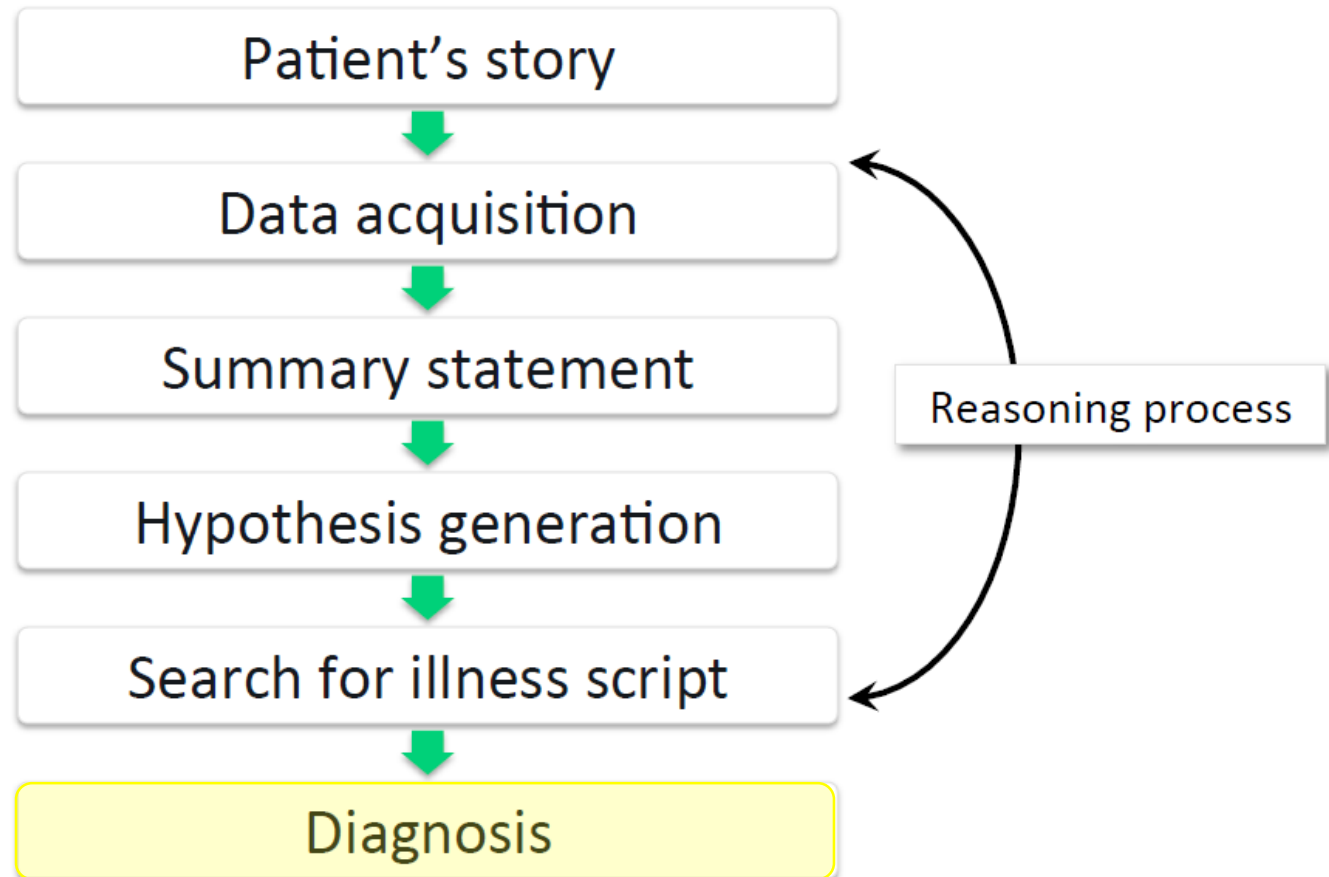 Patient’s story
Data acquisition
Summary statement
Reasoning process
Hypothesis generation
Search for illness script
Diagnosis